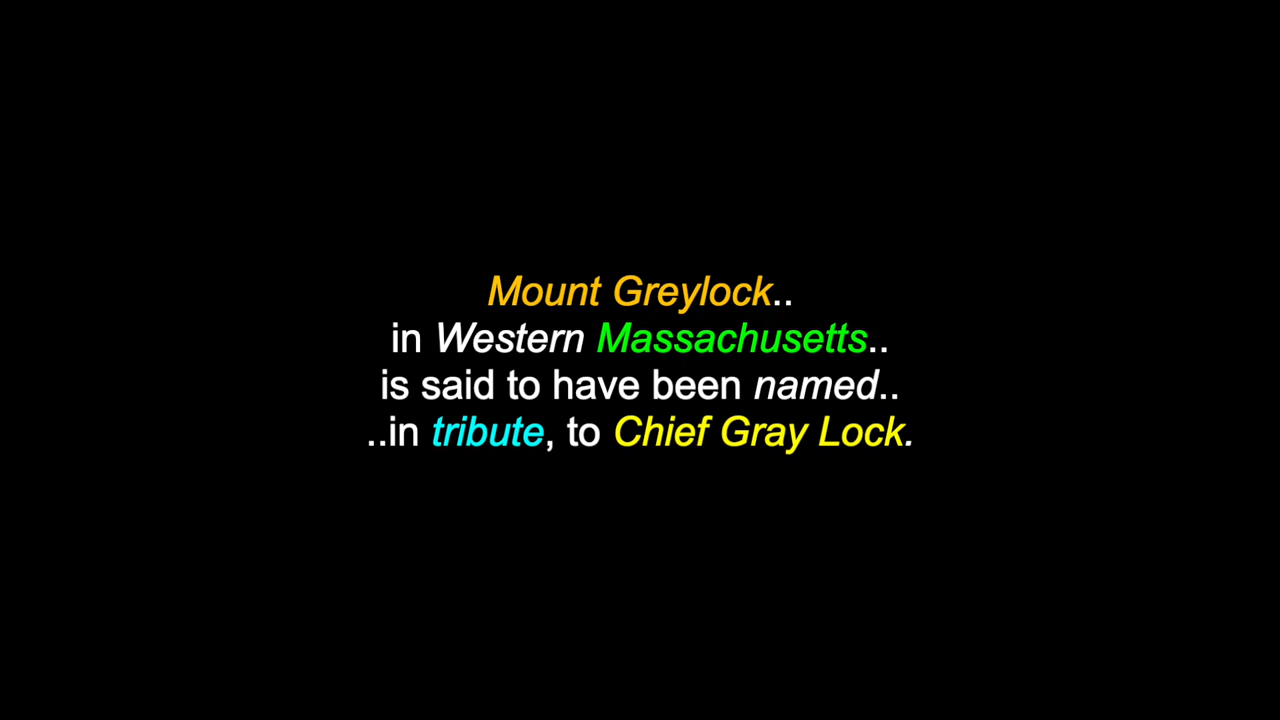 Mount Greylock..
in Western Massachusetts..
is said to have been named..
..in tribute, to Chief Gray Lock.